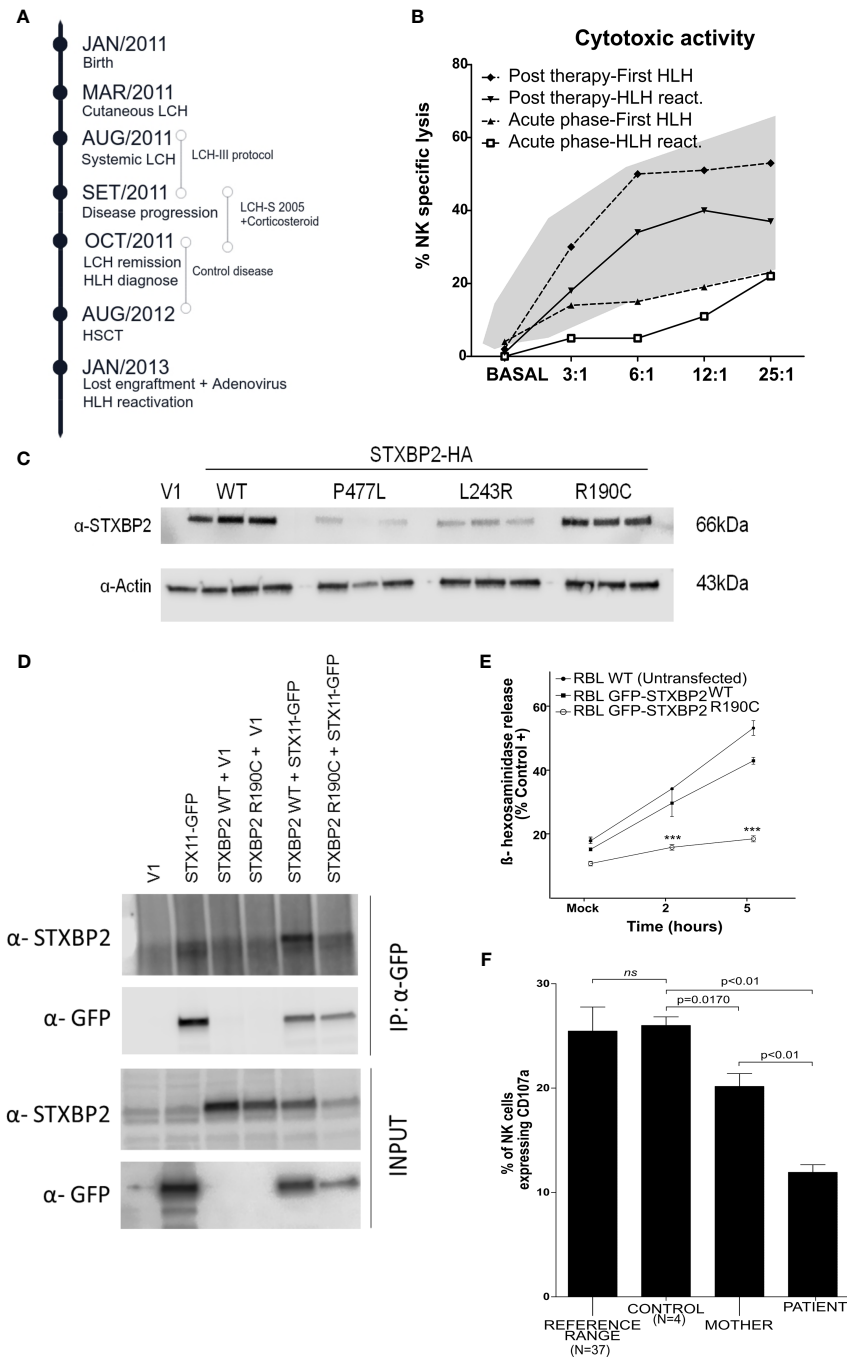 A
JAN/2011
Birth
MAR/2011
Cutaneous LCH
AUG/2011
Systemic LCH
LCH-III protocol
SET/2011
Disease progression
LCH-S 2005
+Corticosteroid
OCT/2011
LCH remission
HLH diagnose
Control disease
AUG/2012
HSCT
JAN/2013
Lost engraftment + Adenovirus
HLH reactivation
B
Cytotoxic activity
% NK specific lysis
80
60
40
20
0
Post therapy-First HLH
Post therapy-HLH react.
Acute phase-First HLH
Acute phase-HLH react.
BASAL 3:1 6:1 12:1 25:1
C
STXBP2-HA
V1 WT P477L L243R R190C
α-STXBP2 66kDa
α-Actin 43kDa
D
V1
STX11-GFP
STXBP2 WT + V1
STXBP2 R190C + V1
STXBP2 WT + STX11-GFP
STXBP2 R190C + STX11-GFP
α- STXBP2
α- GFP
IP: α-GFP
α- STXBP2
α- GFP
INPUT
E
RBL WT (Untransfected)
RBL GFP-STXBP2 WT
RBL GFP-STXBP2 R190C
ß- hexosaminidase release
(% Control +)
60
40
20
*** ***
Mock 2 5
Time (hours)
F
% of NK cells
expressing CD107a
30
20
10
0
ns
p<0.01
p=0.0170
p<0.01
REFERENCE
RANGE
(N=37)
CONTROL
(N=4)
MOTHER
PATIENT